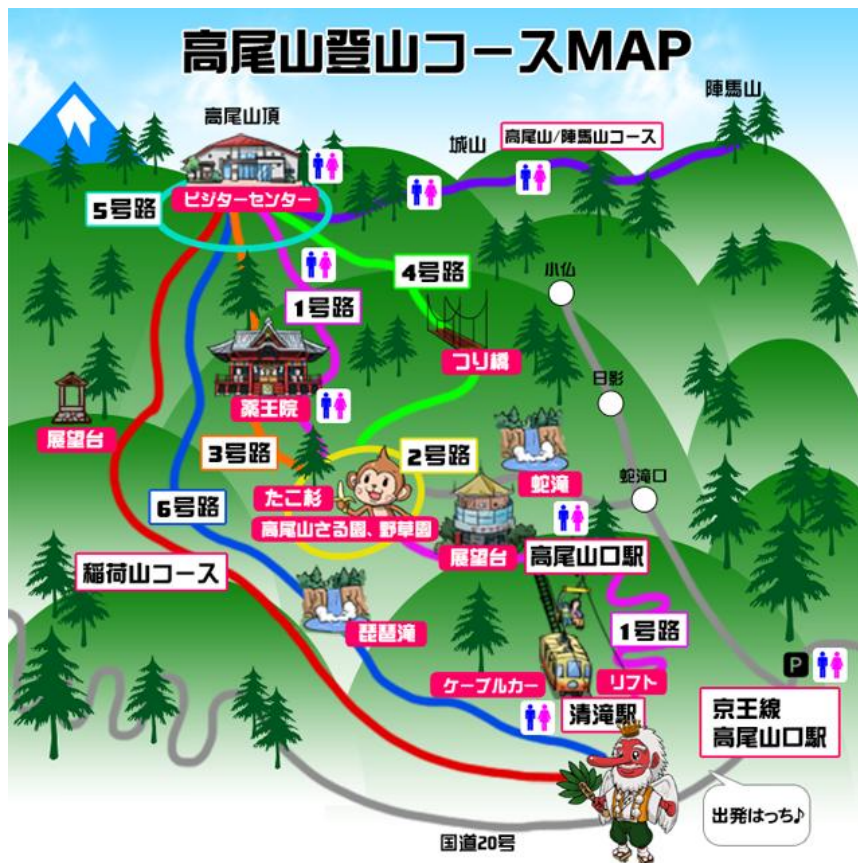 高尾山登山コースMAP
陣馬山
高尾山頂
城山
高尾山/陣馬山コース
ビジターセンター
5号路
4号路
小仏
1号路
つり橋
薬王院
日影
展望台
3号路
2号路
蛇滝
蛇滝口
たこ杉
6号路
高尾山さる園、野草園
展望台
高尾山口駅
稲荷山コース
琵琶滝
1号路
P
ケーブルカー
リフト
清滝駅
京王線
高尾山口駅
出発はっち♪
国道20号